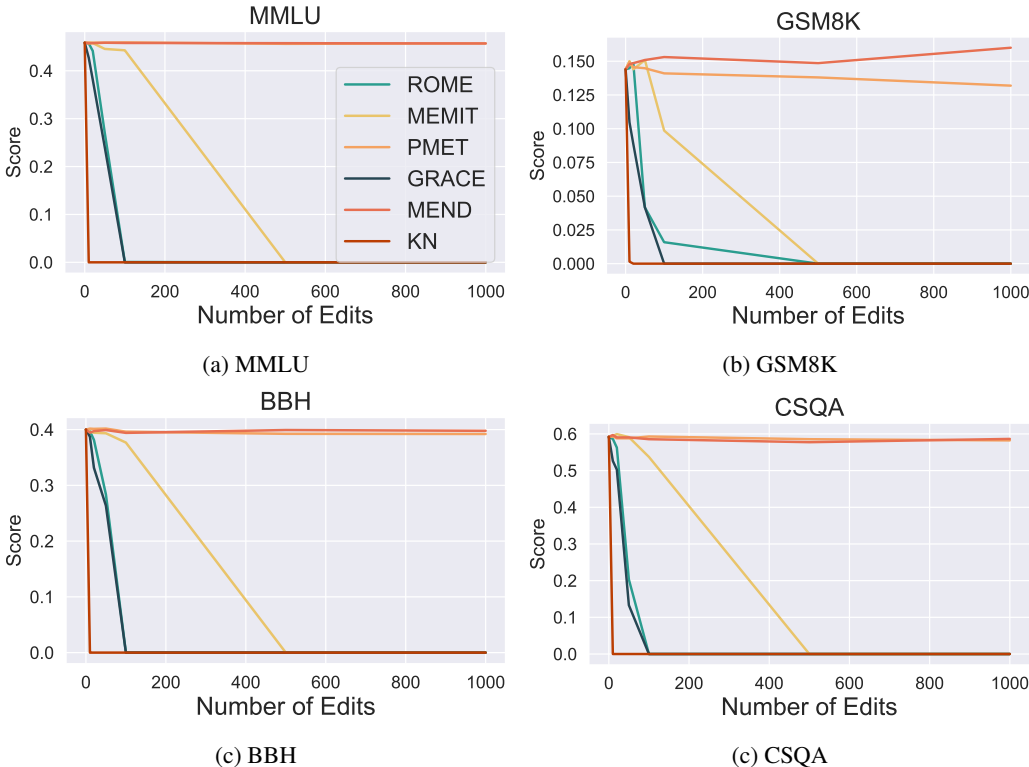 MMLU
Score
0.4
0.3
0.2
0.1
0.0
ROME
MEMIT
PMET
GRACE
MEND
KN
0 200 400 600 800 1000
Number of Edits
(a) MMLU
GSM8K
Score
0.150
0.125
0.100
0.075
0.050
0.025
0.000
0 200 400 600 800 1000
Number of Edits
(b) GSM8K
BBH
Score
0.4
0.3
0.2
0.1
0.0
0 200 400 600 800 1000
Number of Edits
(c) BBH
CSQA
Score
0.6
0.5
0.4
0.3
0.2
0.1
0.0
0 200 400 600 800 1000
Number of Edits
(c) CSQA